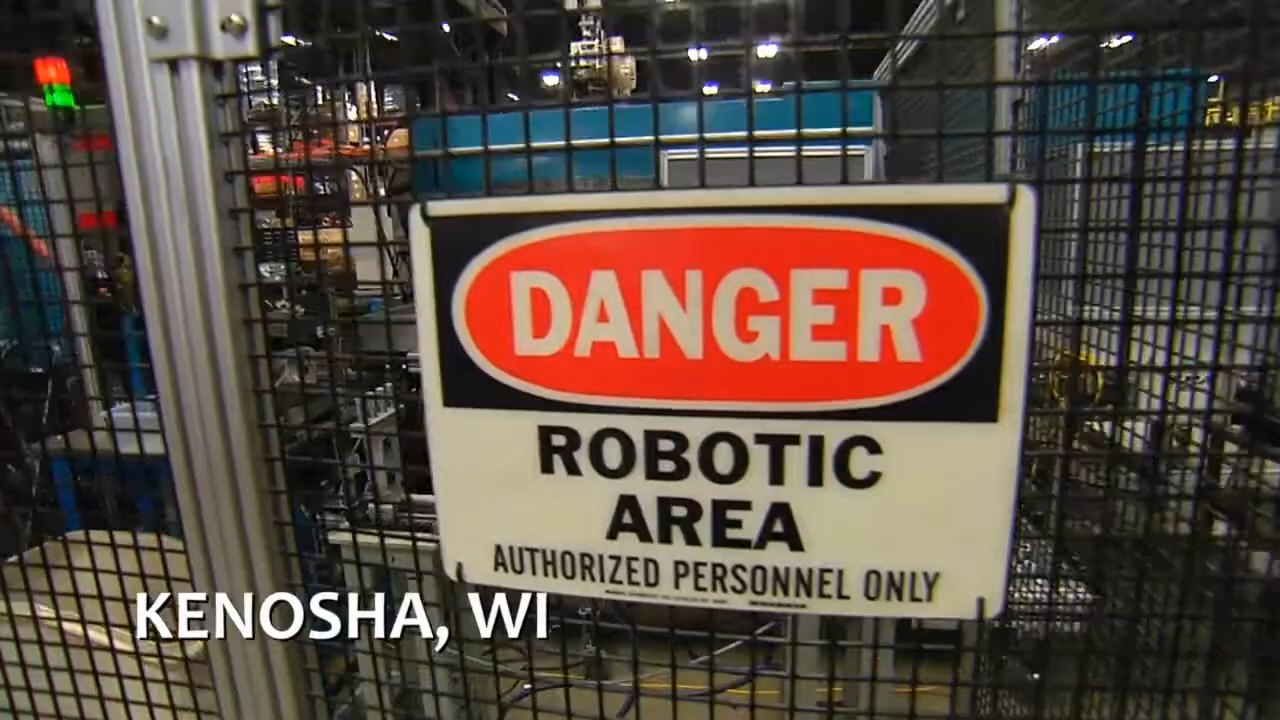 DANGER
ROBOTIC
AREA
AUTHORIZED PERSONNEL ONLY
KENOSHA, WI